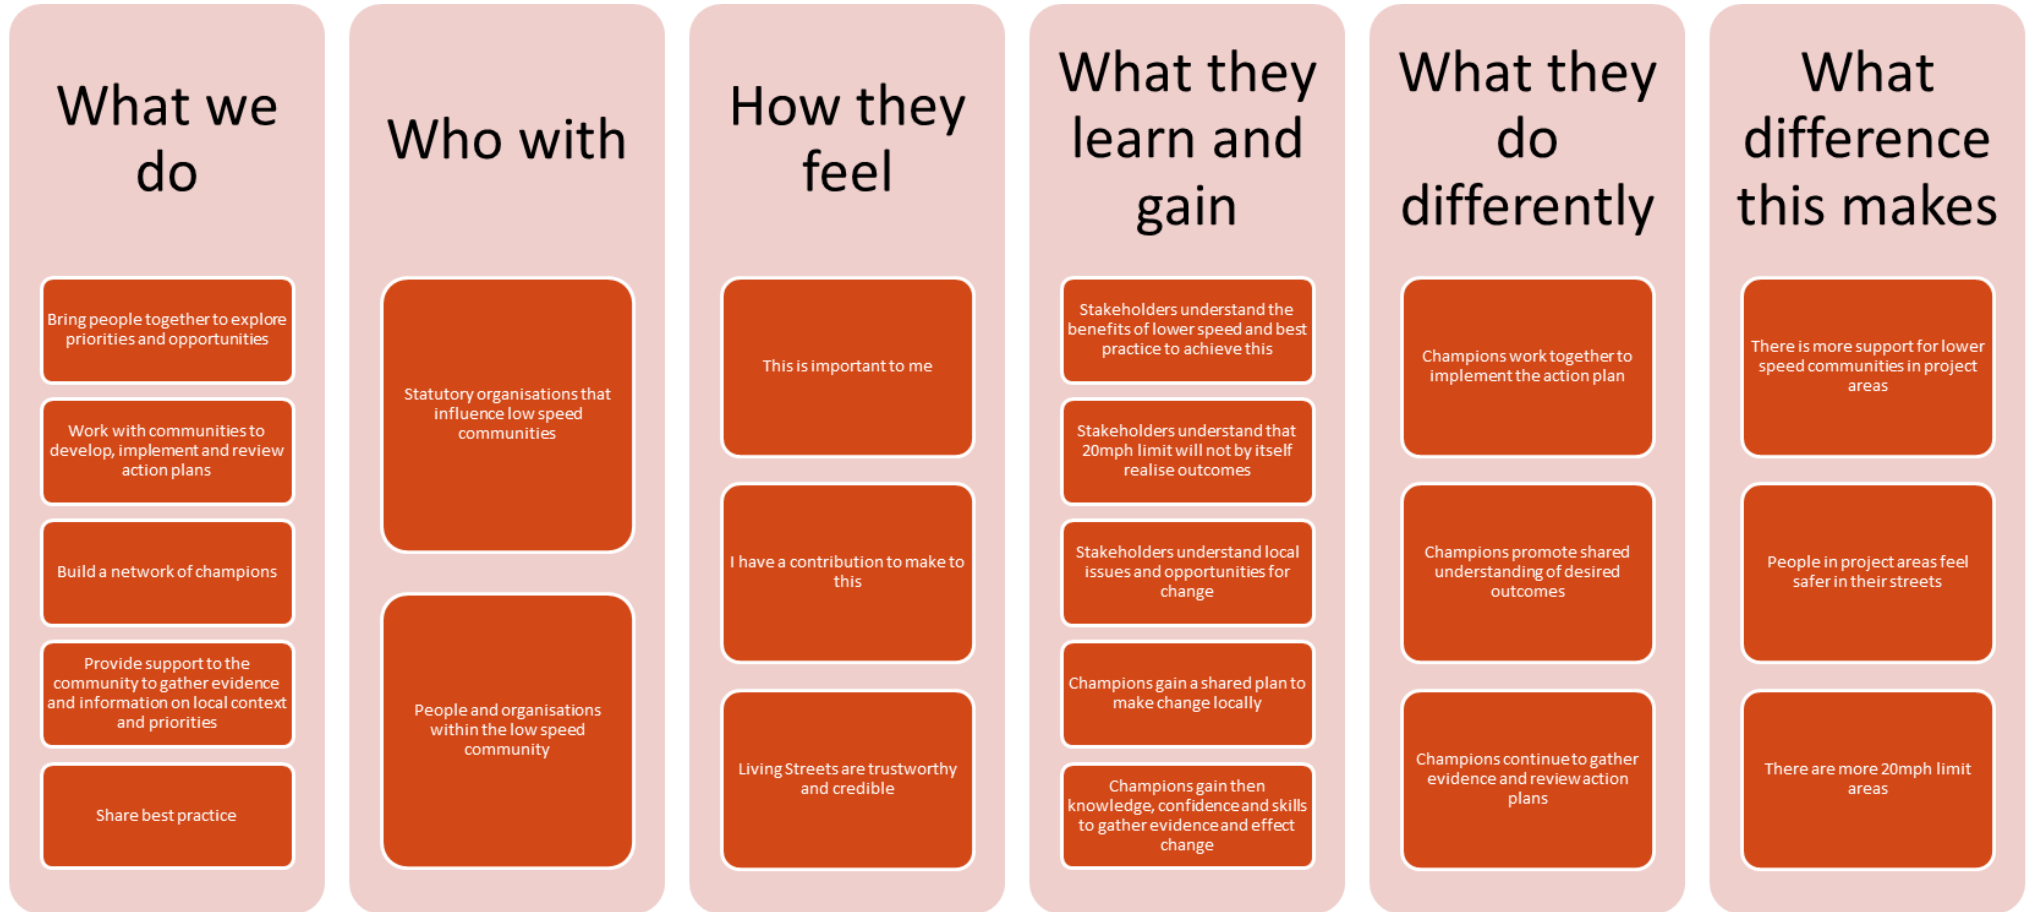 What we
do
Bring people together to explore
priorities and opportunities
Work with communities to
develop, implement and review
action plans
Build a network of champions
Provide support to the
community to gather evidence
and information on local context
and priorities
Share best practice
Who with
Statutory organisations that
influence low speed
communities
People and organisations
within the low speed
community
How they
feel
This is important to me
I have a contribution to make to
this
Living Streets are trustworthy
and credible
What they
learn and
gain
Stakeholders understand the
benefits of lower speed and best
practice to achieve this
Stakeholders understand that
20mph limit will not by itself
realise outcomes
Stakeholders understand local
issues and opportunities for
change
Champions gain a shared plan to
make change locally
Champions gain then
knowledge, confidence and skills
to gather evidence and effect
change
What they
do
differently
Champions work together to
implement the action plan
Champions promote shared
understanding of desired
outcomes
Champions continue to gather
evidence and review action
plans
What
difference
this makes
There is more support for lower
speed communities in project
areas
People in project areas feel
safer in their streets
There are more 20mph limit
areas